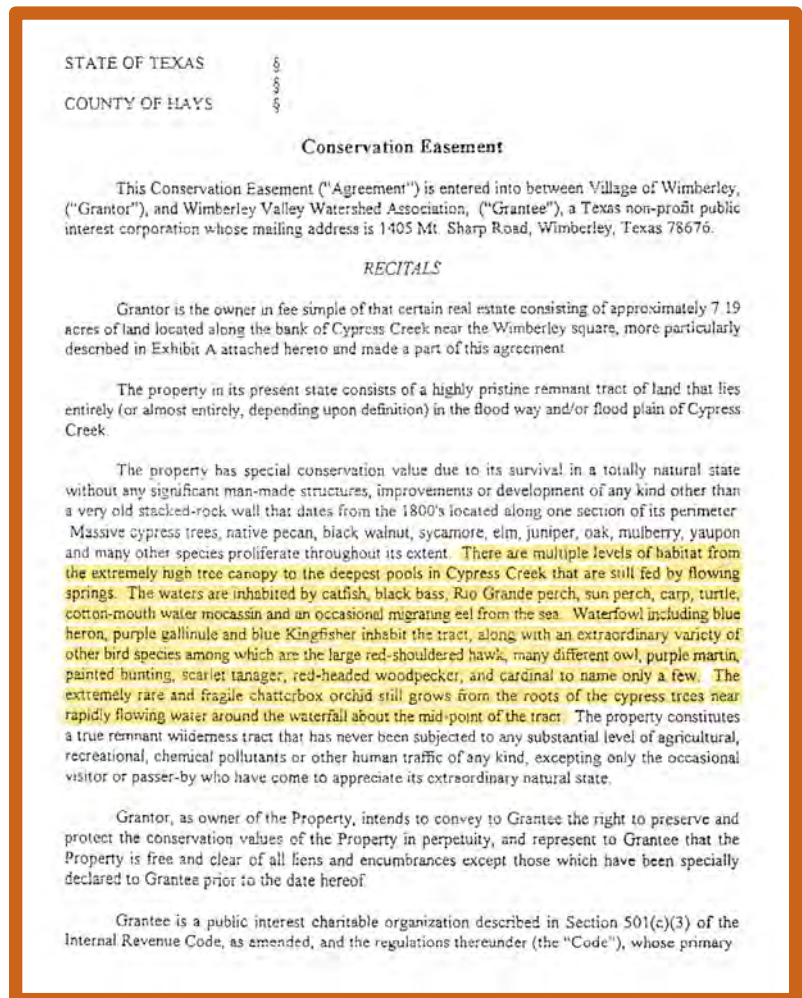 STATE OF TEXAS §
§
COUNTY OF HAYS §
Conservation Easement
This Conservation Easement ("Agreement") is entered into between Village of Wimberley,
("Grantor"), and Wimberley Valley Watershed Association, ("Grantee"), a Texas non-profit public
interest corporation whose mailing address is 1405 Mt. Sharp Road, Wimberley, Texas 78676.
RECITALS
Grantor is the owner in fee simple of that certain real estate consisting of approximately 7.19
acres of land located along the bank of Cypress Creek near the Wimberley square, more particularly
described in Exhibit A attached hereto and made a part of this agreement
The property in its present state consists of a highly pristine remnant tract of land that lies
entirely (or almost entirely, depending upon definition) in the flood way and/or flood plain of Cypress
Creek.
The property has special conservation value due to its survival in a totally natural state
without any significant man-made structures, improvements or development of any kind other than
a very old stacked-rock wall that dates from the 1800's located along one section of its perimeter
Massive cypress trees, native pecan, black walnut, sycamore, elm, juniper, oak, mulberry, yaupon
and many other species proliferate throughout its extent. There are multiple levels of habitat from
the extremely high tree canopy to the deepest pools in Cypress Creek that are still fed by flowing
springs. The waters are inhabited by catfish, black bass, Rio Grande perch, sun perch, carp, turtle,
cotton-mouth water mocassin and an occasional migrating eel from the sea. Waterfowl including blue
heron, purple gallinule and blue Kingfisher inhabit the tract, along with an extraordinary variety of
other bird species among which are the large red-shouldered hawk, many different owl, purple martin,
painted bunting, scarlet tanager, red-headed woodpecker, and cardinal to name only a few. The
extremely rare and fragile chatterbox orchid still grows from the roots of the cypress trees near
rapidly flowing water around the waterfall about the mid-point of the tract. The property constitutes
a true remnant wilderness tract that has never been subjected to any substantial level of agricultural,
recreational, chemical pollutants or other human traffic of any kind, excepting only the occasional
visitor or passer-by who have come to appreciate its extraordinary natural state.
Grantor, as owner of the Property, intends to convey to Grantee the right to preserve and
protect the conservation values of the Property in perpetuity, and represent to Grantee that the
Property is free and clear of all liens and encumbrances except those which have been specially
declared to Grantee prior to the date hereof.
Grantee is a public interest charitable organization described in Section 501(c)(3) of the
Internal Revenue Code, as amended, and the regulations thereunder (the "Code"), whose primary